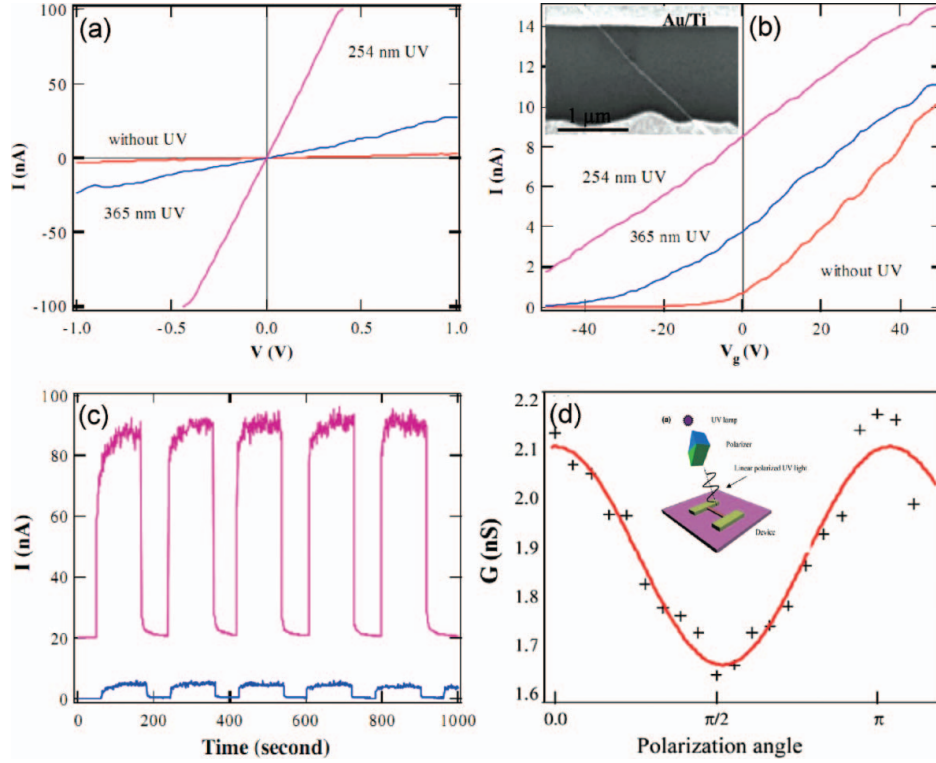 (a)
100
50
0
-50
-100
I (nA)
254 nm UV
without UV
365 nm UV
-1.0
-0.5
0.0
0.5
1.0
V (V)
(b)
Au/Ti
1 μm
14
12
10
8
6
4
2
0
I (nA)
254 nm UV
365 nm UV
without UV
-40
-20
0
20
40
Vg (V)
(c)
100
80
60
40
20
0
I (nA)
0
200
400
600
800
1000
Time (second)
(d)
(a)
UV lamp
Polarizer
Linear polarized UV light
Device
2.2
2.1
2.0
1.9
1.8
1.7
1.6
G (nS)
0.0
π/2
π
Polarization angle